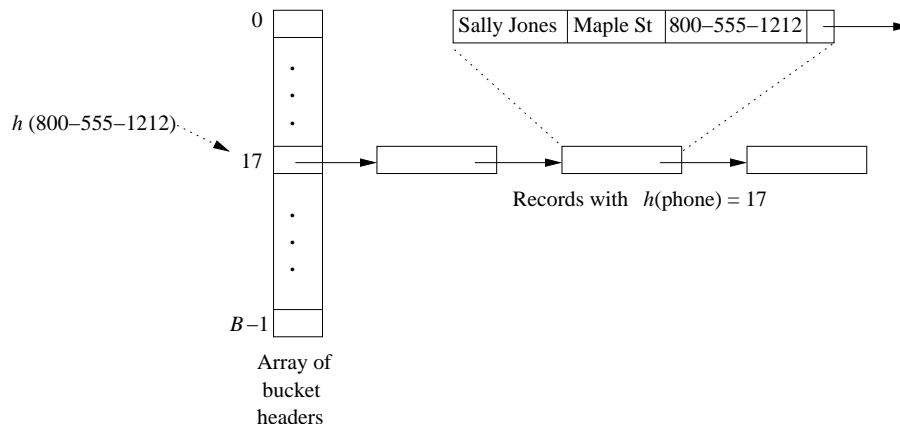 0
Sally Jones Maple St 800–555–1212
h (800–555–1212)
17
Records with h(phone) = 17
B–1
Array of
bucket
headers